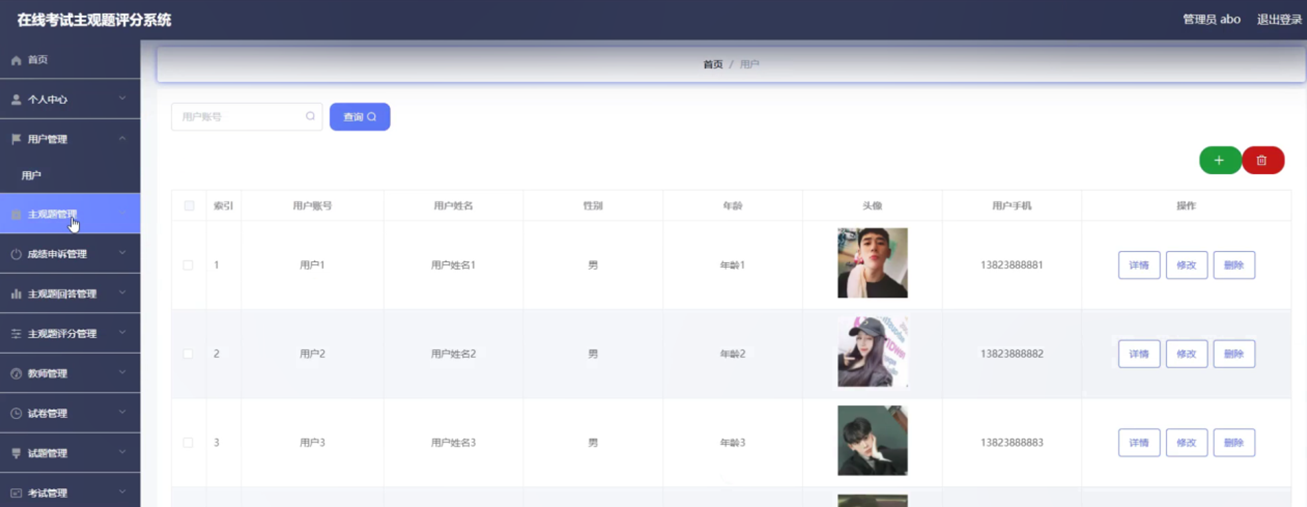 在线考试主观题评分系统
管理员 abo 退出登录
首页
个人中心
用户管理
用户
主观题管理
成绩申诉管理
主观题回答管理
主观题评分管理
教师管理
试卷管理
试题管理
考试管理
首页 / 用户
用户账号
查询
索引 用户账号 用户姓名 性别 年龄 头像 用户手机 操作
1 用户1 用户姓名1 男 年龄1 13823888881 详情 修改 删除
2 用户2 用户姓名2 男 年龄2 13823888882 详情 修改 删除
3 用户3 用户姓名3 男 年龄3 13823888883 详情 修改 删除